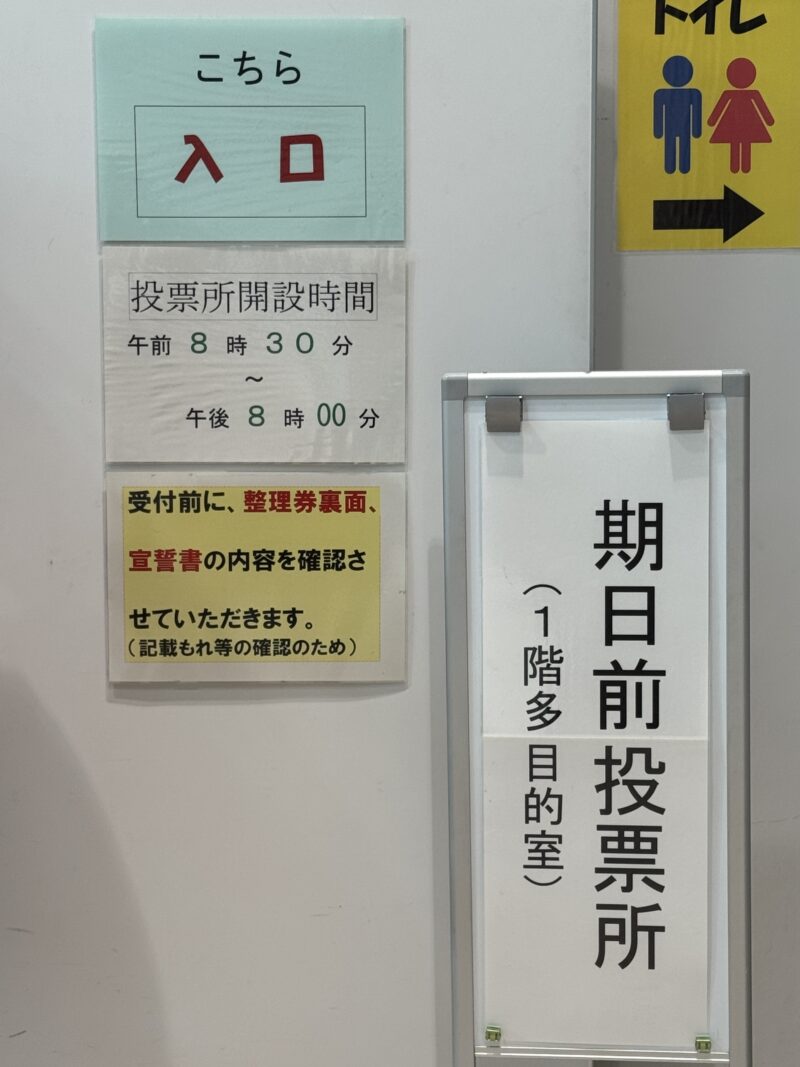 こちら
入口
投票所開設時間
午前 8 時 30 分
～
午後 8 時 00 分
受付前に、整理券裏面、
宣誓書の内容を確認さ
せていただきます。
（記載もれ等の確認のため）
トイレ
期日前投票所
（１階多目的室）